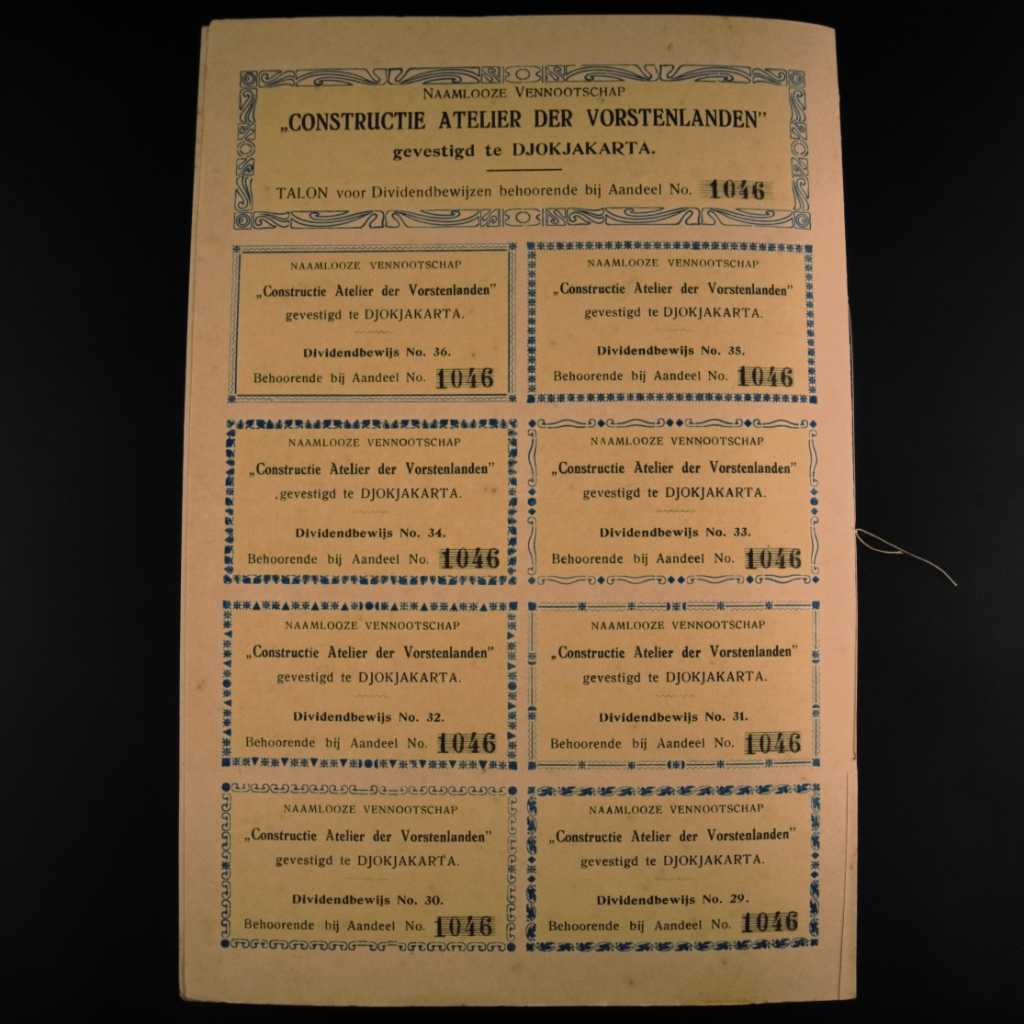 NAAMLOOZE VENNOOTSCHAP
„CONSTRUCTIE ATELIER DER VORSTENLANDEN"
gevestigd te DJOKJAKARTA.
TALON voor Dividendbewijzen behoorende bij Aandeel No. 1046
NAAMLOOZE VENNOOTSCHAP
„Constructie Atelier der Vorstenlanden"
gevestigd te DJOKJAKARTA.
Dividendbewijs No. 36.
Behoorende bij Aandeel No. 1046
NAAMLOOZE VENNOOTSCHAP
„Constructie Atelier der Vorstenlanden"
gevestigd te DJOKJAKARTA.
Dividendbewijs No. 35.
Behoorende bij Aandeel No. 1046
NAAMLOOZE VENNOOTSCHAP
„Constructie Atelier der Vorstenlanden"
gevestigd te DJOKJAKARTA.
Dividendbewijs No. 34.
Behoorende bij Aandeel No. 1046
NAAMLOOZE VENNOOTSCHAP
„Constructie Atelier der Vorstenlanden"
gevestigd te DJOKJAKARTA.
Dividendbewijs No. 33.
Behoorende bij Aandeel No. 1046
NAAMLOOZE VENNOOTSCHAP
„Constructie Atelier der Vorstenlanden"
gevestigd te DJOKJAKARTA.
Dividendbewijs No. 32.
Behoorende bij Aandeel No. 1046
NAAMLOOZE VENNOOTSCHAP
„Constructie Atelier der Vorstenlanden"
gevestigd te DJOKJAKARTA.
Dividendbewijs No. 31.
Behoorende bij Aandeel No. 1046
NAAMLOOZE VENNOOTSCHAP
„Constructie Atelier der Vorstenlanden"
gevestigd te DJOKJAKARTA.
Dividendbewijs No. 30.
Behoorende bij Aandeel No. 1046
NAAMLOOZE VENNOOTSCHAP
„Constructie Atelier der Vorstenlanden"
gevestigd te DJOKJAKARTA.
Dividendbewijs No. 29.
Behoorende bij Aandeel No. 1046